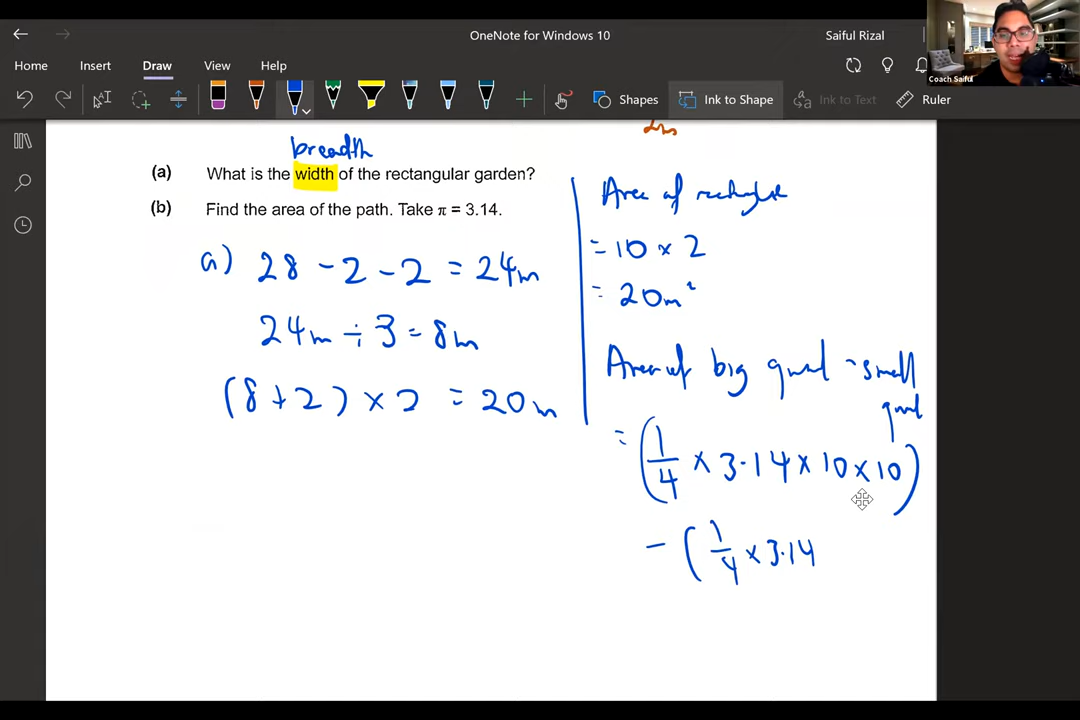 OneNote for Windows 10
Saiful Rizal
Coach Saiful
Home Insert Draw View Help
Shapes Ink to Shape Ink to Text Ruler
breadth
2m
(a) What is the width of the rectangular garden?
(b) Find the area of the path. Take π = 3.14.
a) 28 - 2 - 2 = 24m
24m ÷ 3 = 8m
(8 + 2) × 2 = 20m
Area of rectangle
= 10 × 2
= 20m²
Area of big quad - small
quad
= (1/4 × 3.14 × 10 × 10)
- (1/4 × 3.14